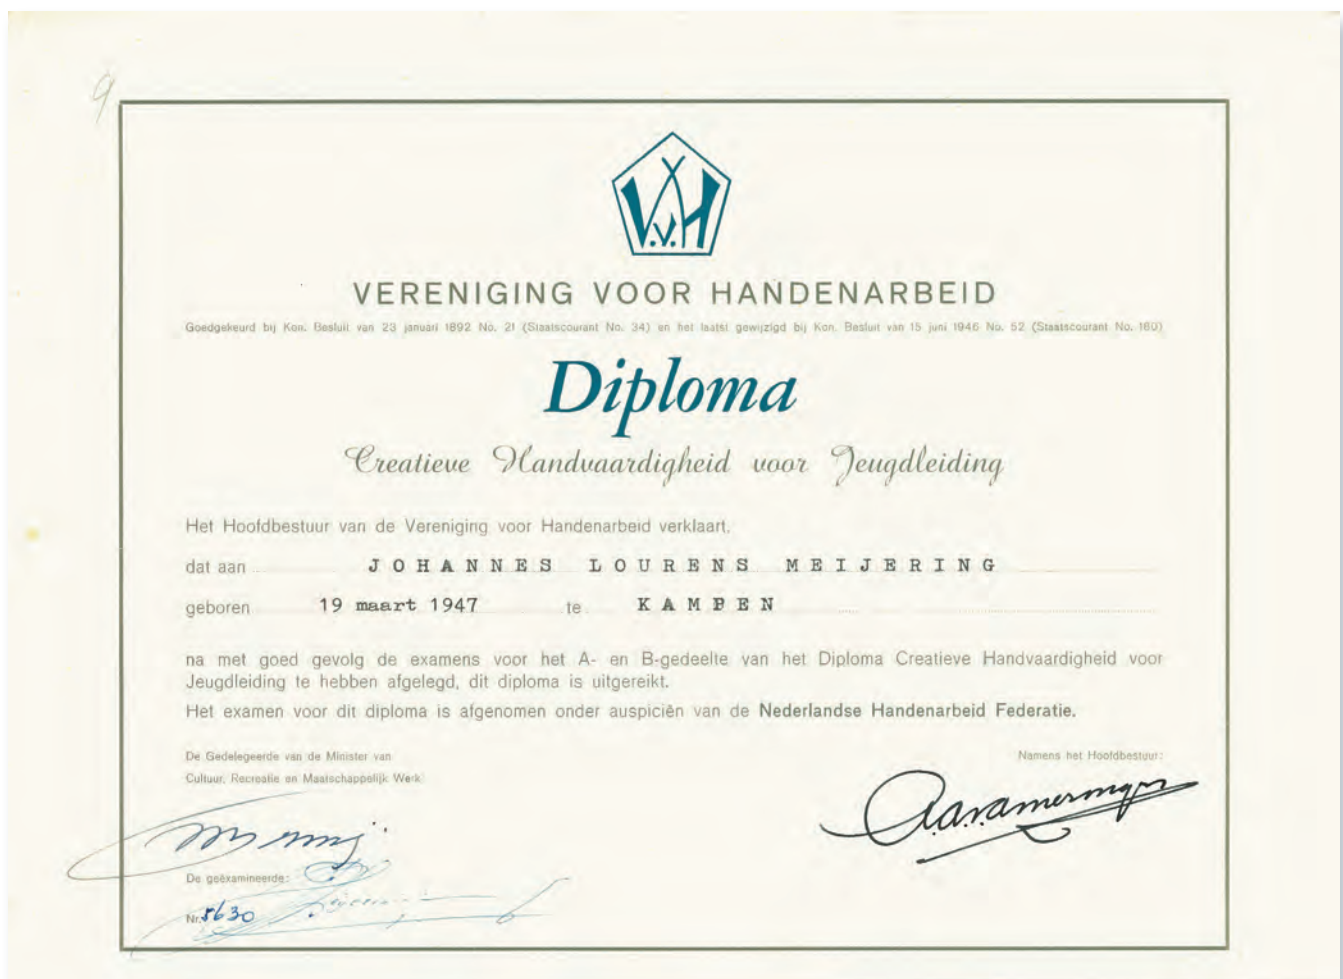 9
V.v.H
VERENIGING VOOR HANDENARBEID
Goedgekeurd bij Kon. Besluit van 23 januari 1892 No. 21 (Staatscourant No. 34) en het laatst gewijzigd bij Kon. Besluit van 15 juni 1946 No. 52 (Staatscourant No. 160)
Diploma
Creatieve Handvaardigheid voor Jeugdleiding
Het Hoofdbestuur van de Vereniging voor Handenarbeid verklaart,
dat aan JOHANNES LOURENS MEIJERING
geboren 19 maart 1947 te KAMPEN
na met goed gevolg de examens voor het A- en B-gedeelte van het Diploma Creatieve Handvaardigheid voor
Jeugdleiding te hebben afgelegd, dit diploma is uitgereikt.
Het examen voor dit diploma is afgenomen onder auspiciën van de Nederlandse Handenarbeid Federatie.
De Gedelegeerde van de Minister van
Cultuur, Recreatie en Maatschappelijk Werk
Namens het Hoofdbestuur:
De geëxamineerde:
Nr. 5630